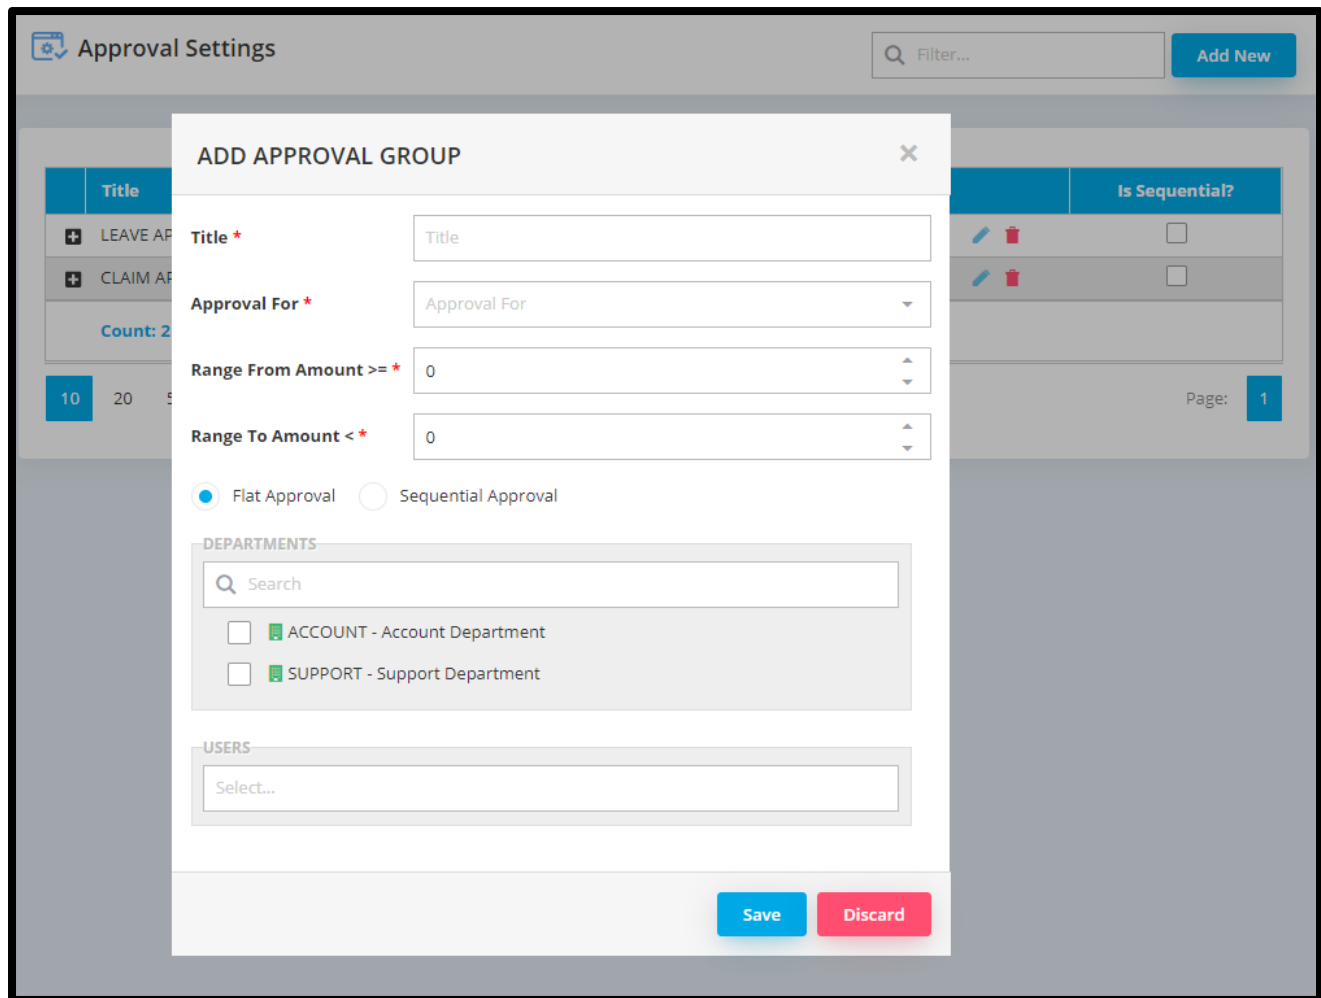 Approval Settings
Filter...
Add New
ADD APPROVAL GROUP
Title
Is Sequential?
LEAVE AP
CLAIM AP
Count: 2
10 20
Page: 1
Title *
Title
Approval For *
Approval For
Range From Amount >= *
0
Range To Amount < *
0
Flat Approval Sequential Approval
DEPARTMENTS
Search
ACCOUNT - Account Department
SUPPORT - Support Department
USERS
Select...
Save Discard